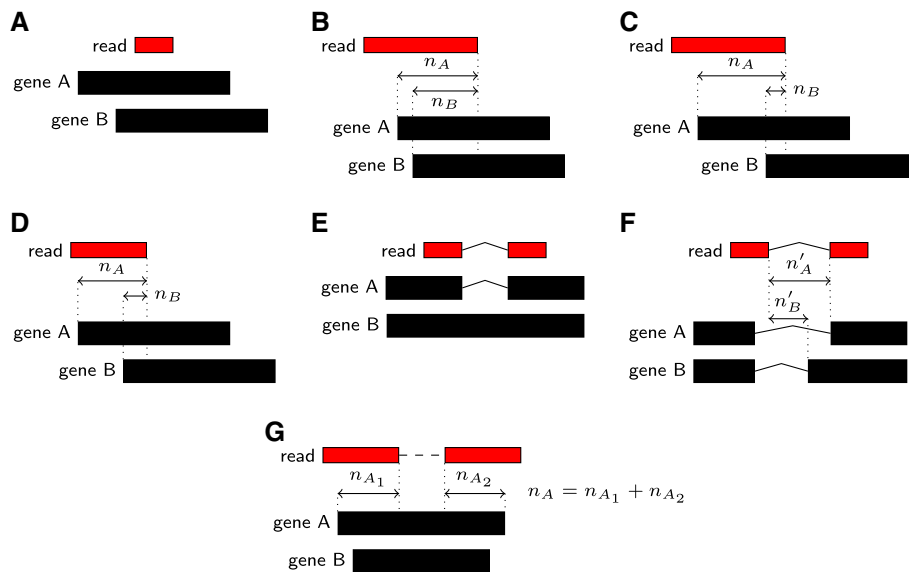 A
read
gene A
gene B
B
read
n_A
n_B
gene A
gene B
C
read
n_A
n_B
gene A
gene B
D
read
n_A
n_B
gene A
gene B
E
read
gene A
gene B
F
read
n'_A
n'_B
gene A
gene B
G
read
n_{A_1} n_{A_2} n_A = n_{A_1} + n_{A_2}
gene A
gene B